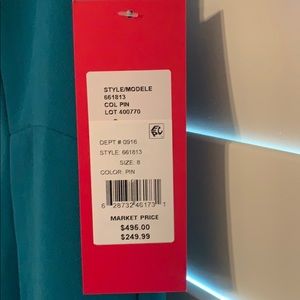 STYLE/MODELE
661813
COL PIN
LOT 400770
DEPT # 0916
STYLE: 661813
SIZE: 8
COLOR: PIN
6 28732 46173 1
MARKET PRICE
$495.00
$249.99